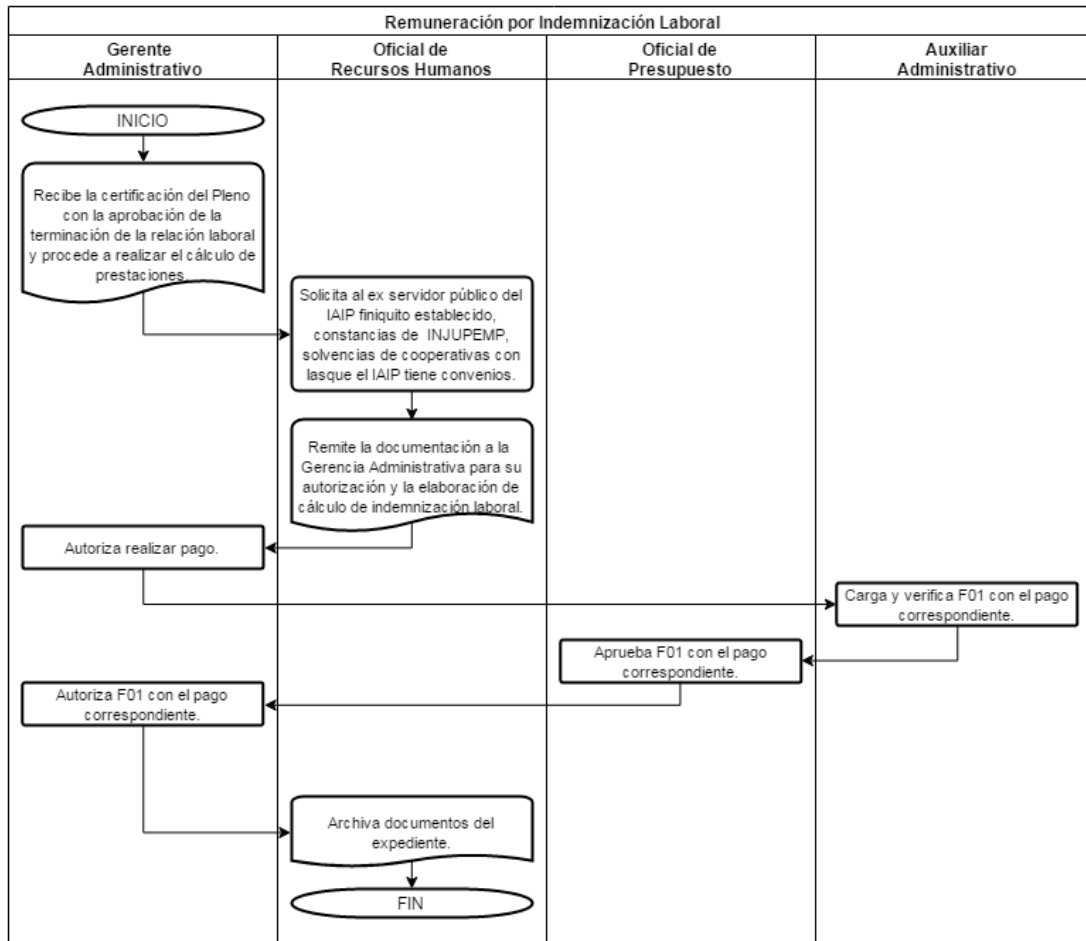 Remuneración por Indemnización Laboral
Gerente
Administrativo
Oficial de
Recursos Humanos
Oficial de
Presupuesto
Auxiliar
Administrativo
INICIO
Recibe la certificación del Pleno
con la aprobación de la
terminación de la relación laboral
y procede a realizar el cálculo de
prestaciones.
Solicita al ex servidor público del
IAIP finiquito establecido,
constancias de INJUPEMP,
solvencias de cooperativas con
lasque el IAIP tiene convenios.
Remite la documentación a la
Gerencia Administrativa para su
autorización y la elaboración de
cálculo de indemnización laboral.
Autoriza realizar pago.
Carga y verifica F01 con el pago
correspondiente.
Aprueba F01 con el pago
correspondiente.
Autoriza F01 con el pago
correspondiente.
Archiva documentos del
expediente.
FIN